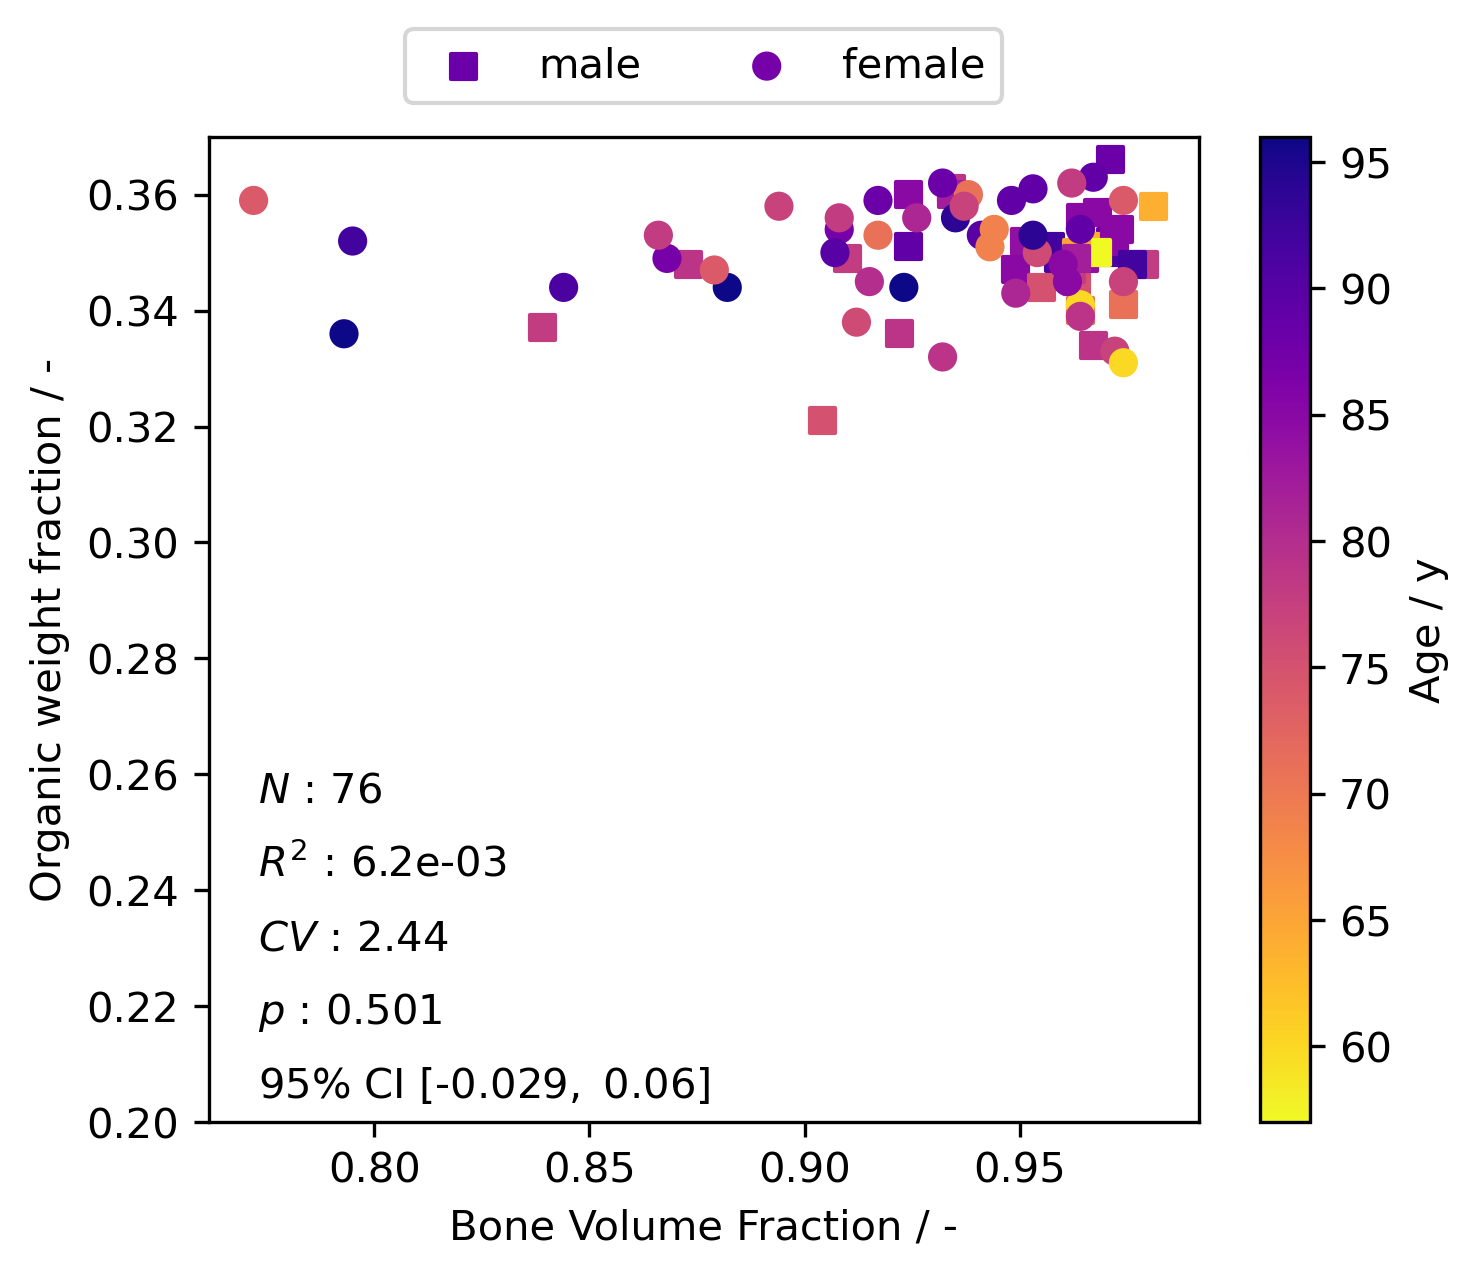 male female
0.36
0.34
0.32
0.30
0.28
0.26
0.24
0.22
0.20
Organic weight fraction / -
N : 76
R² : 6.2e-03
CV : 2.44
p : 0.501
95% CI [-0.029, 0.06]
0.80 0.85 0.90 0.95
Bone Volume Fraction / -
95
90
85
80
75
70
65
60
Age / y